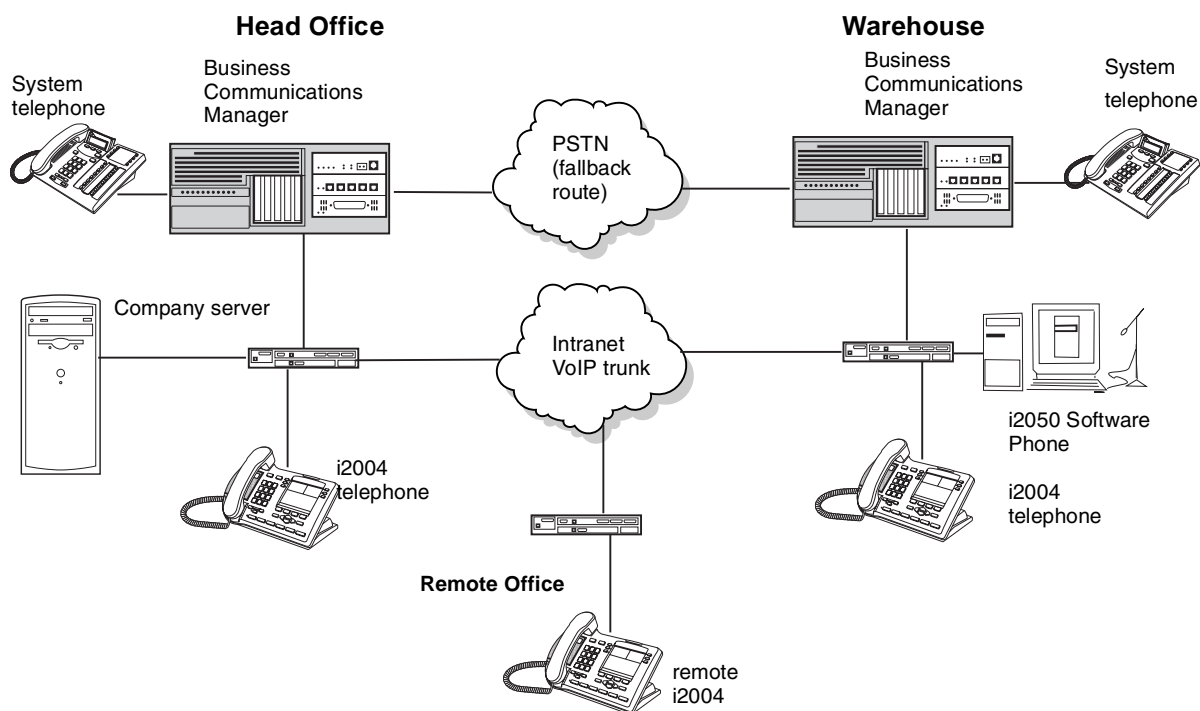 Head Office
Warehouse
System
telephone
Business
Communications
Manager
PSTN
(fallback
route)
Business
Communications
Manager
System
telephone
Company server
Intranet
VoIP trunk
i2050 Software
Phone
i2004
telephone
i2004
telephone
Remote Office
remote
i2004